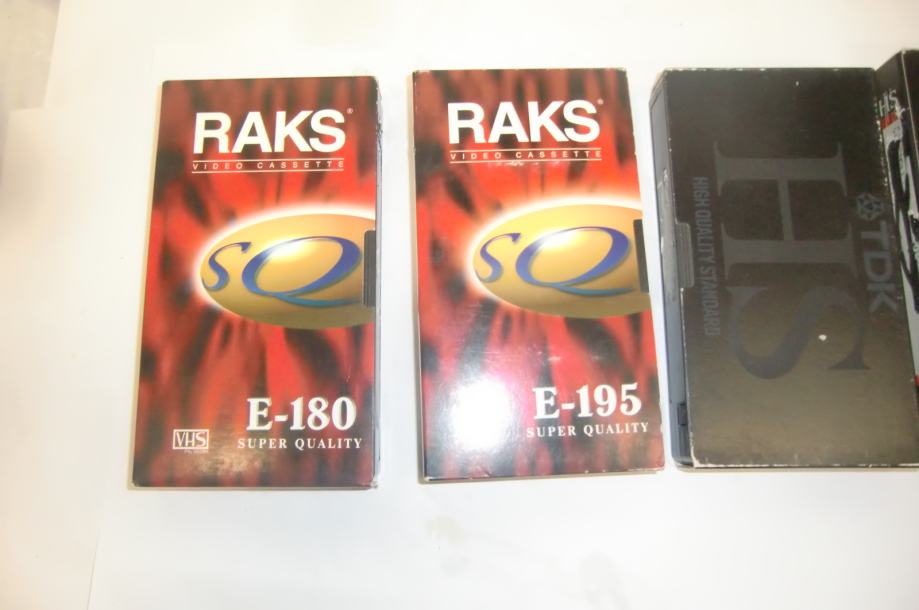 RAKS®
VIDEO CASSETTE
SQ
E-180
VHS
SUPER QUALITY
RAKS®
VIDEO CASSETTE
SQ
E-195
SUPER QUALITY
TDK
HS
HIGH QUALITY STANDARD
HS